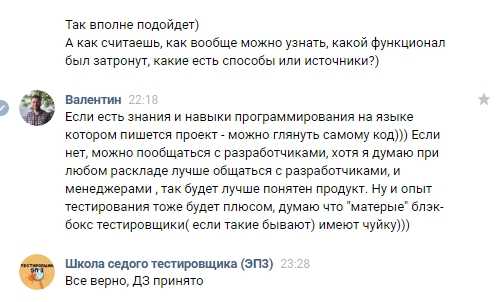 Так вполне подойдет)
А как считаешь, как вообще можно узнать, какой функционал
был затронут, какие есть способы или источники?)
Валентин 22:18
Если есть знания и навыки программирования на языке
котором пишется проект - можно глянуть самому код))) Если
нет, можно пообщаться с разработчиками, хотя я думаю при
любом раскладе лучше общаться с разработчиками, и
менеджерами , так будет лучше понятен продукт. Ну и опыт
тестирования тоже будет плюсом, думаю что "матерые" блэк-
бокс тестировщики( если такие бывают) имеют чуйку)))
Школа седого тестировщика (ЭПЗ) 23:28
Все верно, ДЗ принято